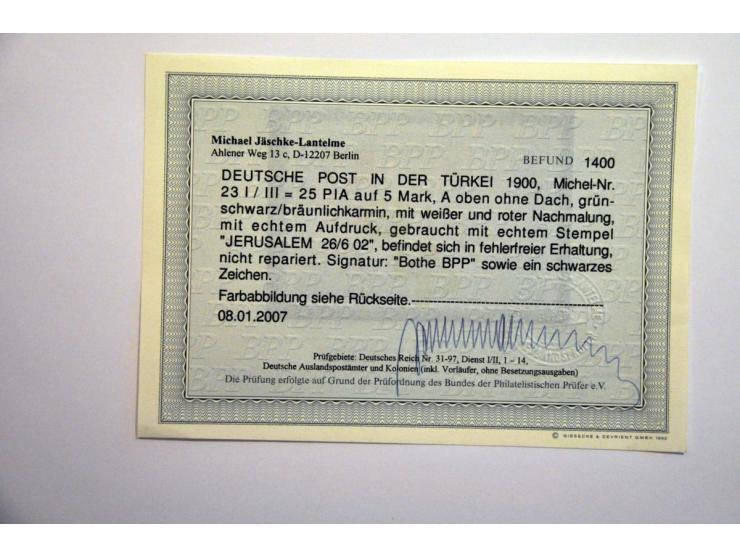 Michael Jäschke-Lantelme
Ahlener Weg 13 c, D-12207 Berlin
BEFUND 1400
DEUTSCHE POST IN DER TÜRKEI 1900, Michel-Nr.
23 I / III = 25 PIA auf 5 Mark, A oben ohne Dach, grün-
schwarz/bräunlichkarmin, mit weißer und roter Nachmalung,
mit echtem Aufdruck, gebraucht mit echtem Stempel
"JERUSALEM 26/6 02", befindet sich in fehlerfreier Erhaltung,
nicht repariert. Signatur: "Bothe BPP" sowie ein schwarzes
Zeichen.
Farbabbildung siehe Rückseite.
08.01.2007
Prüfgebiete: Deutsches Reich Nr. 31-97, Dienst I/II, 1 – 14,
Deutsche Auslandspostämter und Kolonien (inkl. Vorläufer, ohne Besetzungsausgaben)
Die Prüfung erfolgte auf Grund der Prüfordnung des Bundes der Philatelistischen Prüfer e.V.
© GIESECKE & DEVRIENT GMBH 1992